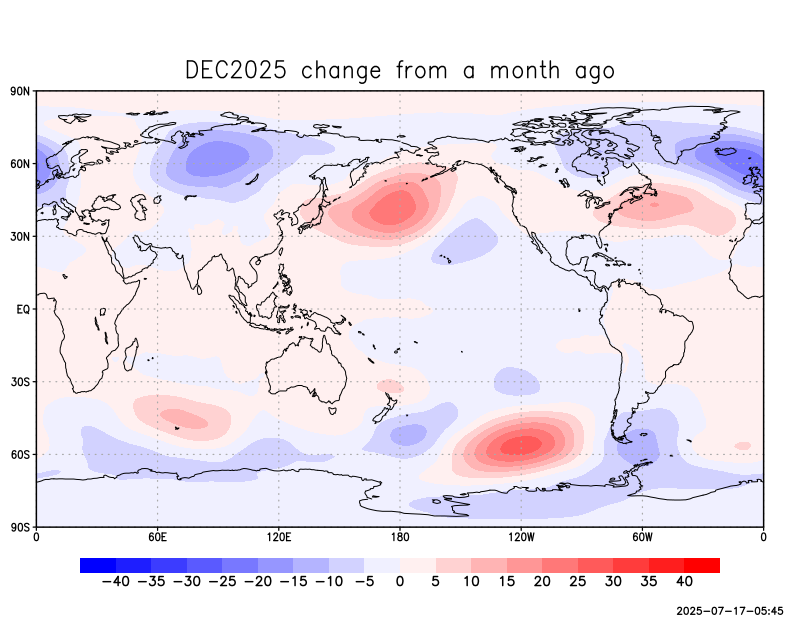 DEC2025 change from a month ago
90N
60N
30N
EQ
30S
60S
90S
0 60E 120E 180 120W 60W 0
−40 −35 −30 −25 −20 −15 −10 −5 0 5 10 15 20 25 30 35 40
2025-07-17-05:45